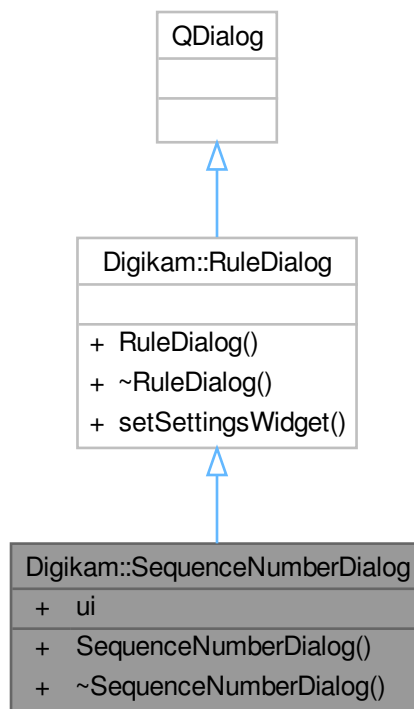 QDialog
Digikam::RuleDialog
+ RuleDialog()
+ ~RuleDialog()
+ setSettingsWidget()
Digikam::SequenceNumberDialog
+ ui
+ SequenceNumberDialog()
+ ~SequenceNumberDialog()